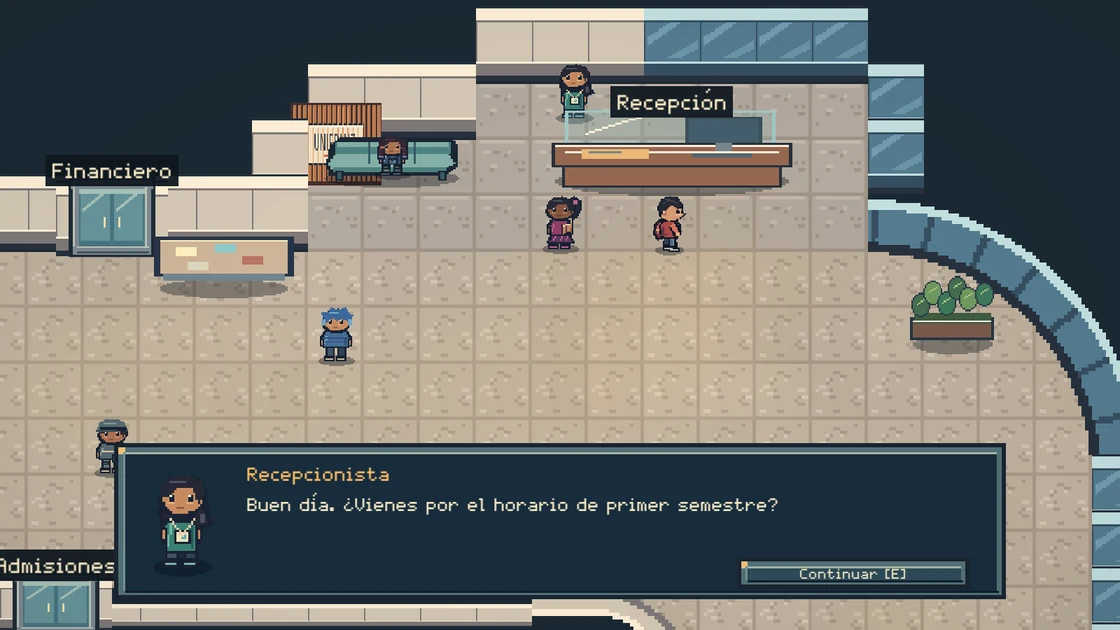 Recepción
Financiero
Recepcionista
Buen día. ¿Vienes por el horario de primer semestre?
Continuar [E]
Admisiones